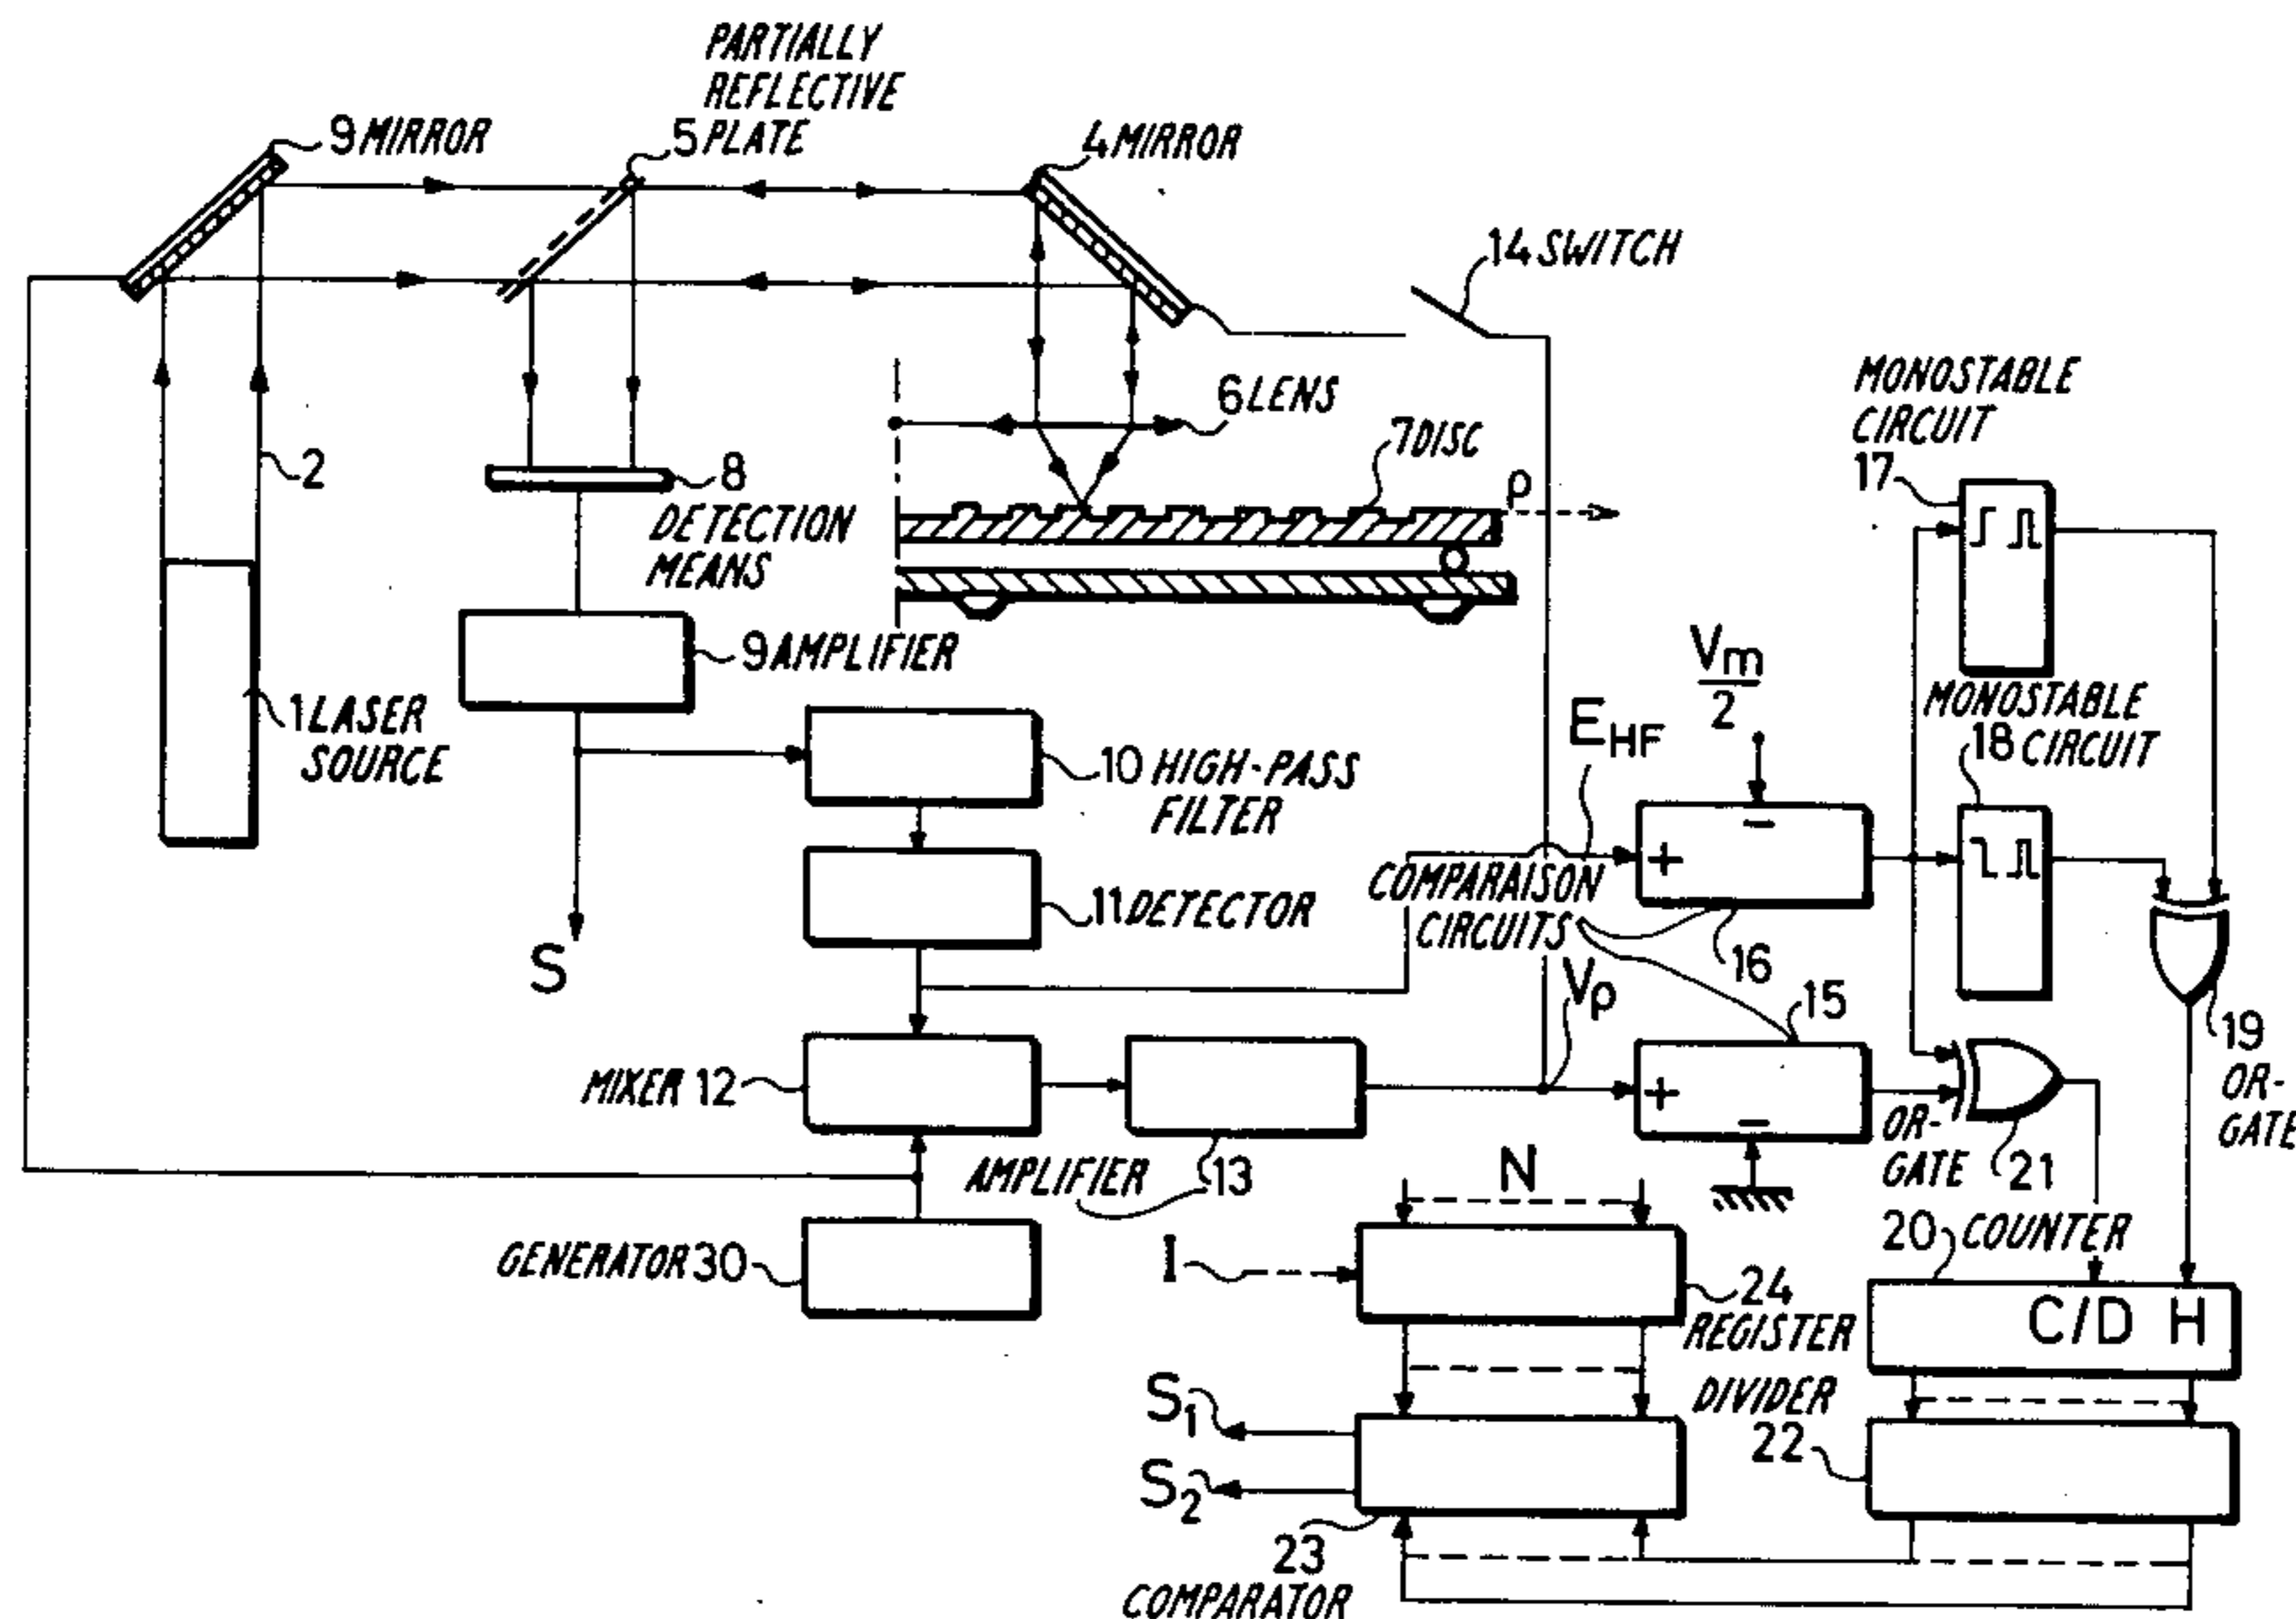 PARTIALLY
REFLECTIVE
5 PLATE
9 MIRROR
4 MIRROR
14 SWITCH
2
6 LENS
7 DISC
ρ
8
DETECTION
MEANS
MONOSTABLE
CIRCUIT
17
1 LASER
SOURCE
9 AMPLIFIER
Vm
2
EHF
MONOSTABLE
18 CIRCUIT
10 HIGH-PASS
FILTER
+
−
COMPARAISON
CIRCUITS
16
11 DETECTOR
S
Vρ
15
19
OR-
GATE
MIXER 12
+
−
OR-
GATE
21
AMPLIFIER 13
N
GENERATOR 30
I
24
REGISTER
20 COUNTER
C/D H
S1
S2
DIVIDER
22
23
COMPARATOR